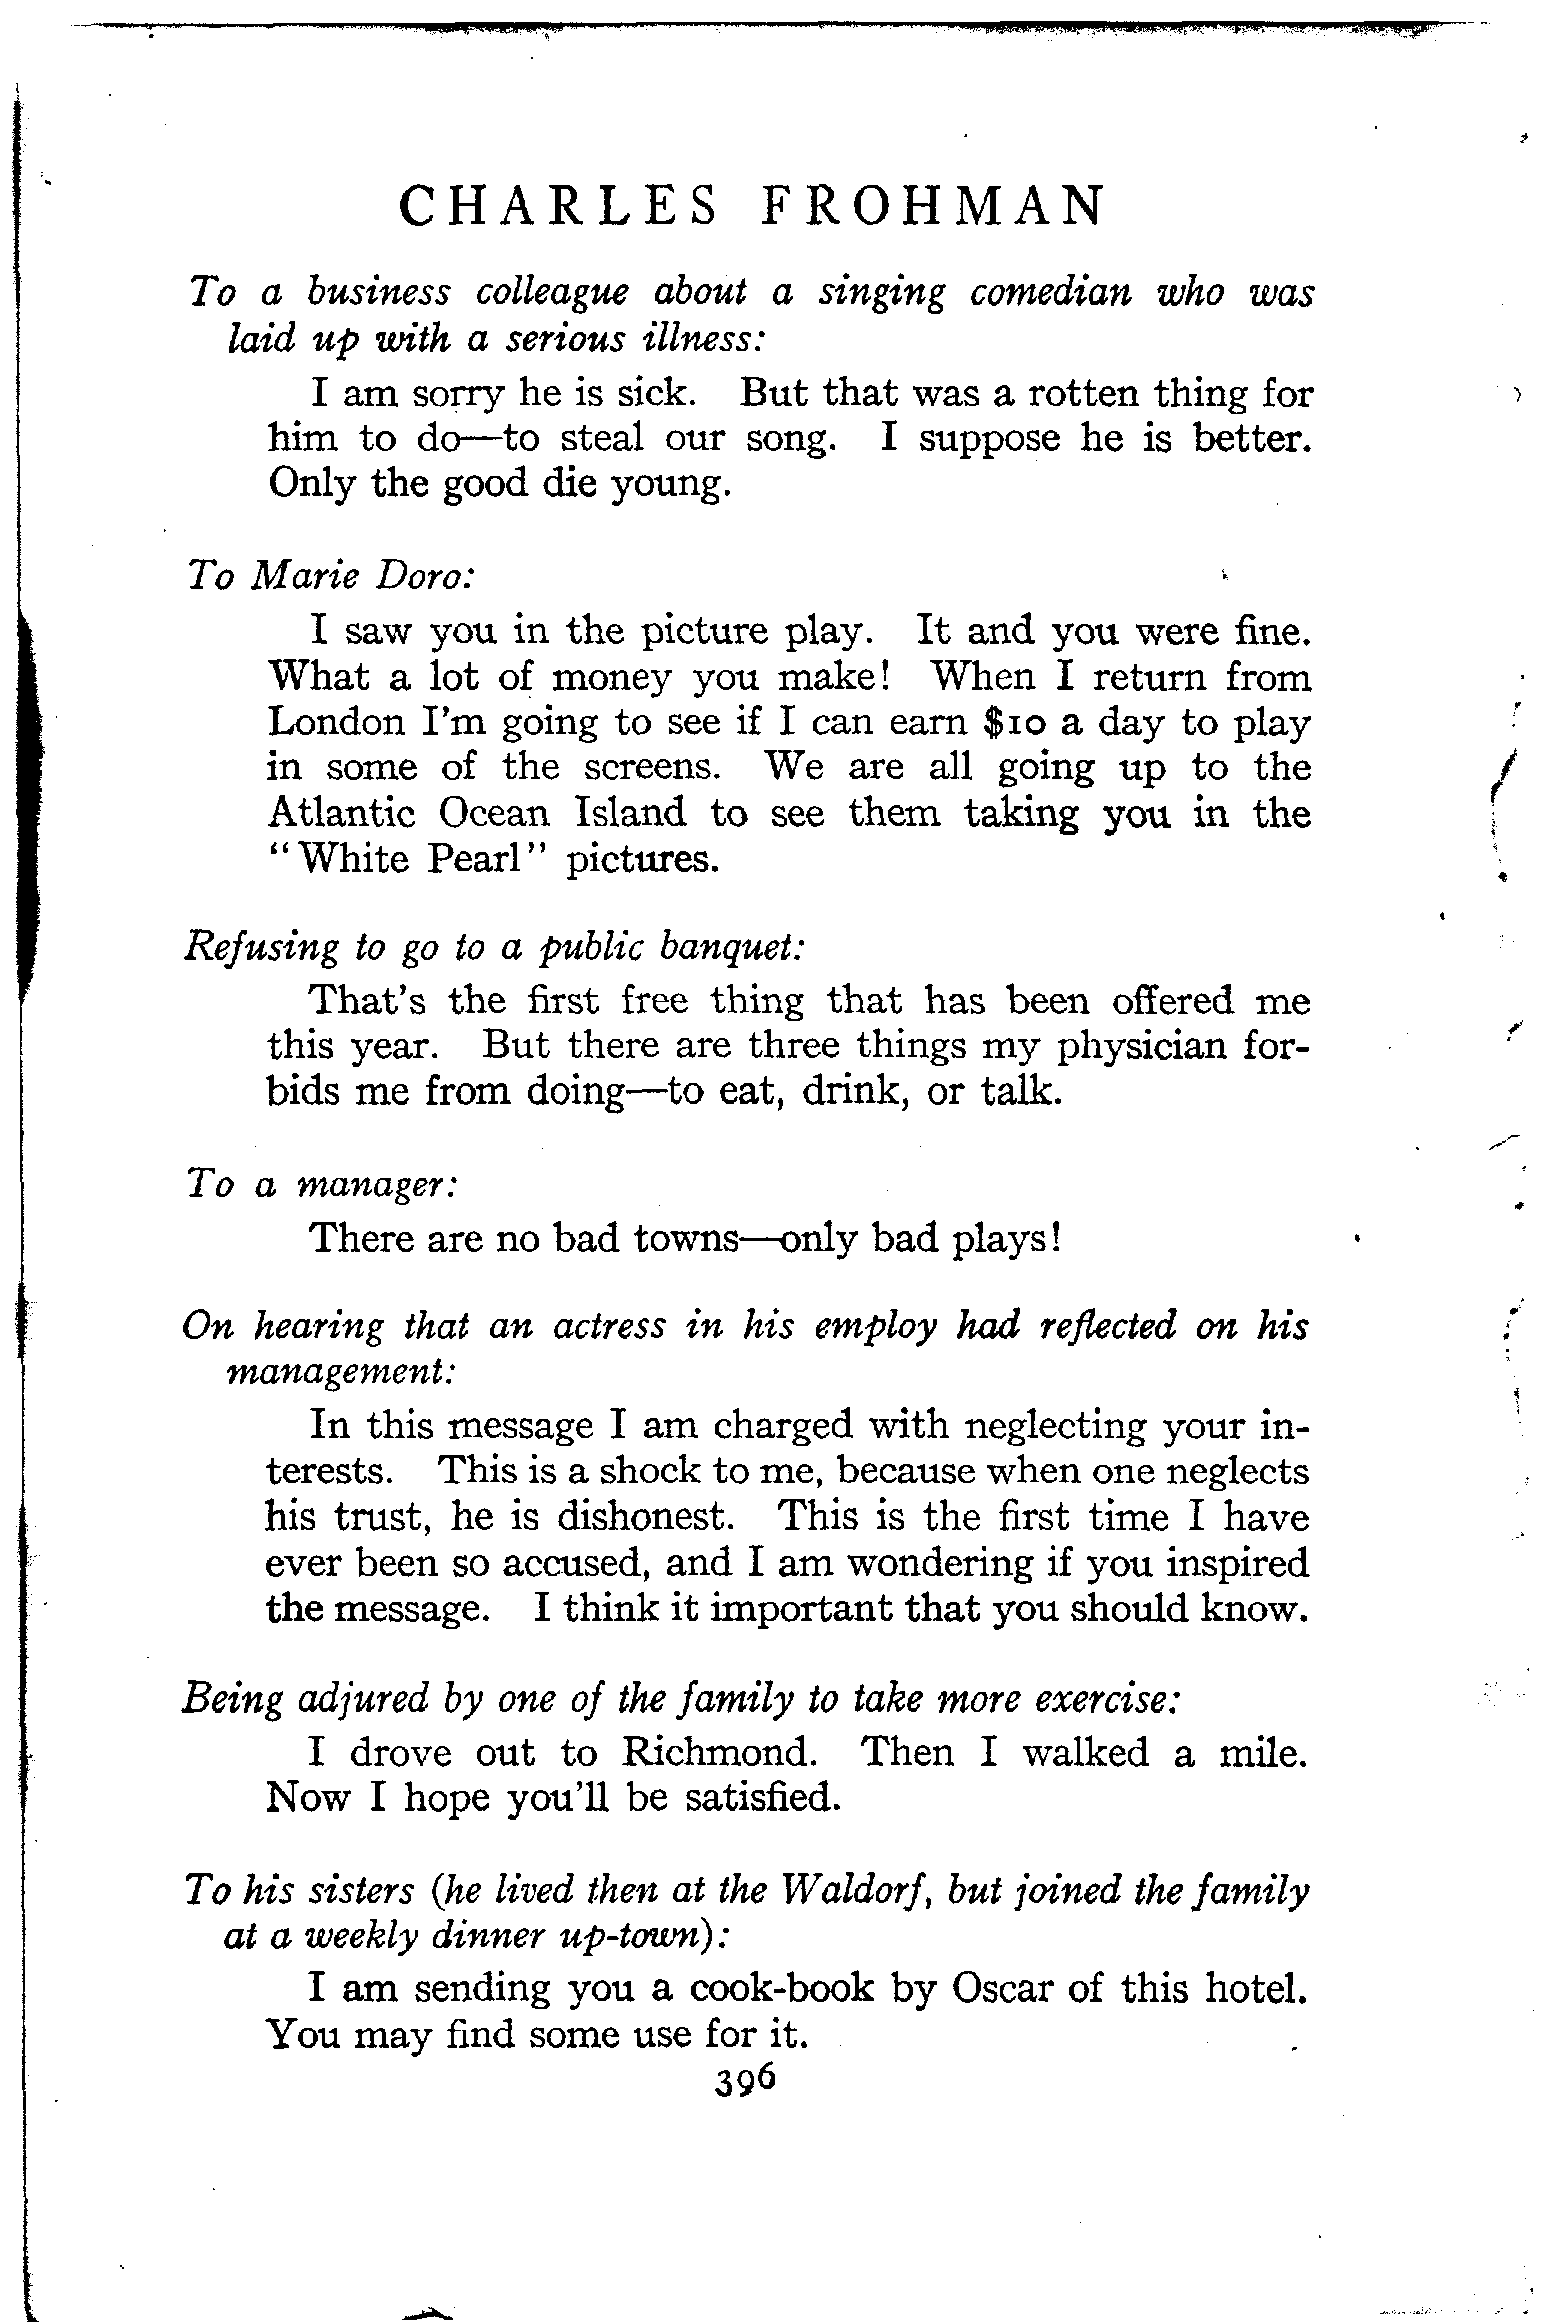 CHARLES FROHMAN
To a business colleague about a singing comedian who was
laid up with a serious illness:
I am sorry he is sick. But that was a rotten thing for
him to do—to steal our song. I suppose he is better.
Only the good die young.
To Marie Doro:
I saw you in the picture play. It and you were fine.
What a lot of money you make! When I return from
London I'm going to see if I can earn $10 a day to play
in some of the screens. We are all going up to the
Atlantic Ocean Island to see them taking you in the
"White Pearl" pictures.
Refusing to go to a public banquet:
That's the first free thing that has been offered me
this year. But there are three things my physician for-
bids me from doing—to eat, drink, or talk.
To a manager:
There are no bad towns—only bad plays!
On hearing that an actress in his employ had reflected on his
management:
In this message I am charged with neglecting your in-
terests. This is a shock to me, because when one neglects
his trust, he is dishonest. This is the first time I have
ever been so accused, and I am wondering if you inspired
the message. I think it important that you should know.
Being adjured by one of the family to take more exercise:
I drove out to Richmond. Then I walked a mile.
Now I hope you'll be satisfied.
To his sisters (he lived then at the Waldorf, but joined the family
at a weekly dinner up-town):
I am sending you a cook-book by Oscar of this hotel.
You may find some use for it.
396